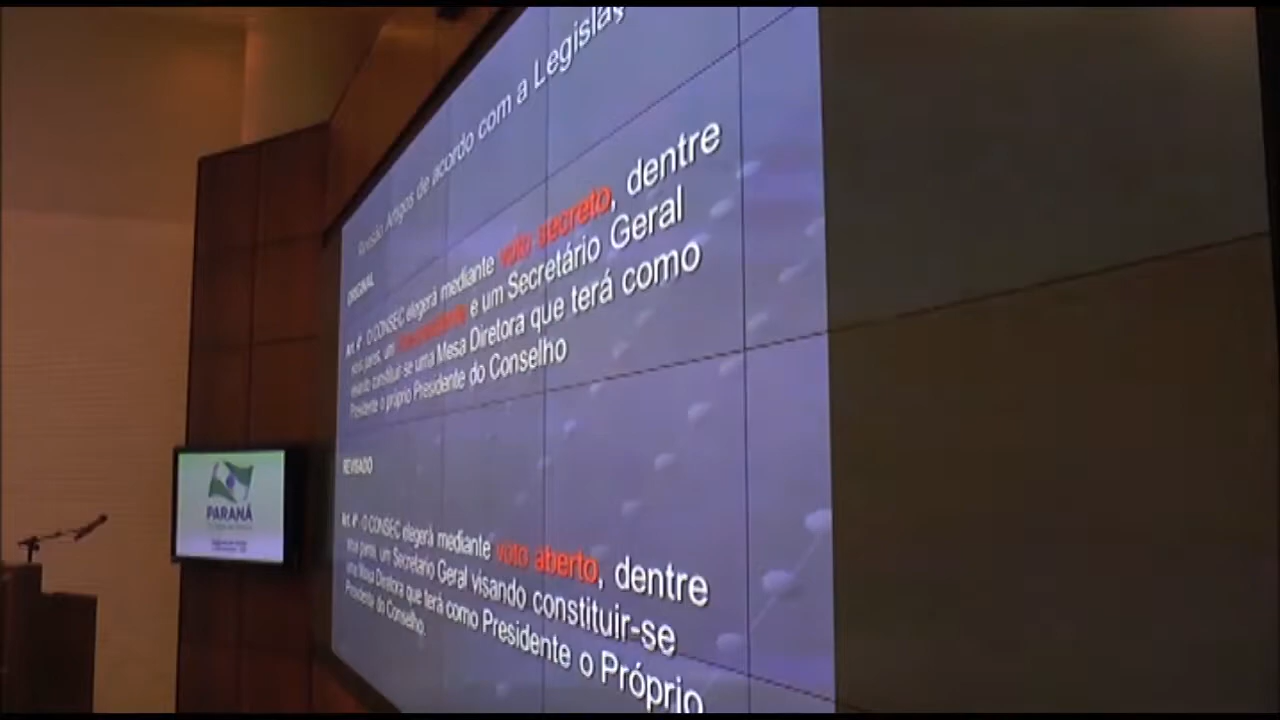 Revisão Artigos de acordo com a Legislaç
ORIGINAL
Art. 4º - O CONSEC elegerá mediante voto secreto, dentre
seus pares, um e um Secretário Geral
visando constituir-se uma Mesa Diretora que terá como
Presidente o próprio Presidente do Conselho
REVISADO
Art. 4º - O CONSEC elegerá mediante voto aberto, dentre
seus pares, um Secretario Geral visando constituir-se
uma Mesa Diretora que terá como Presidente o Próprio
Presidente do Conselho.
PARANÁ